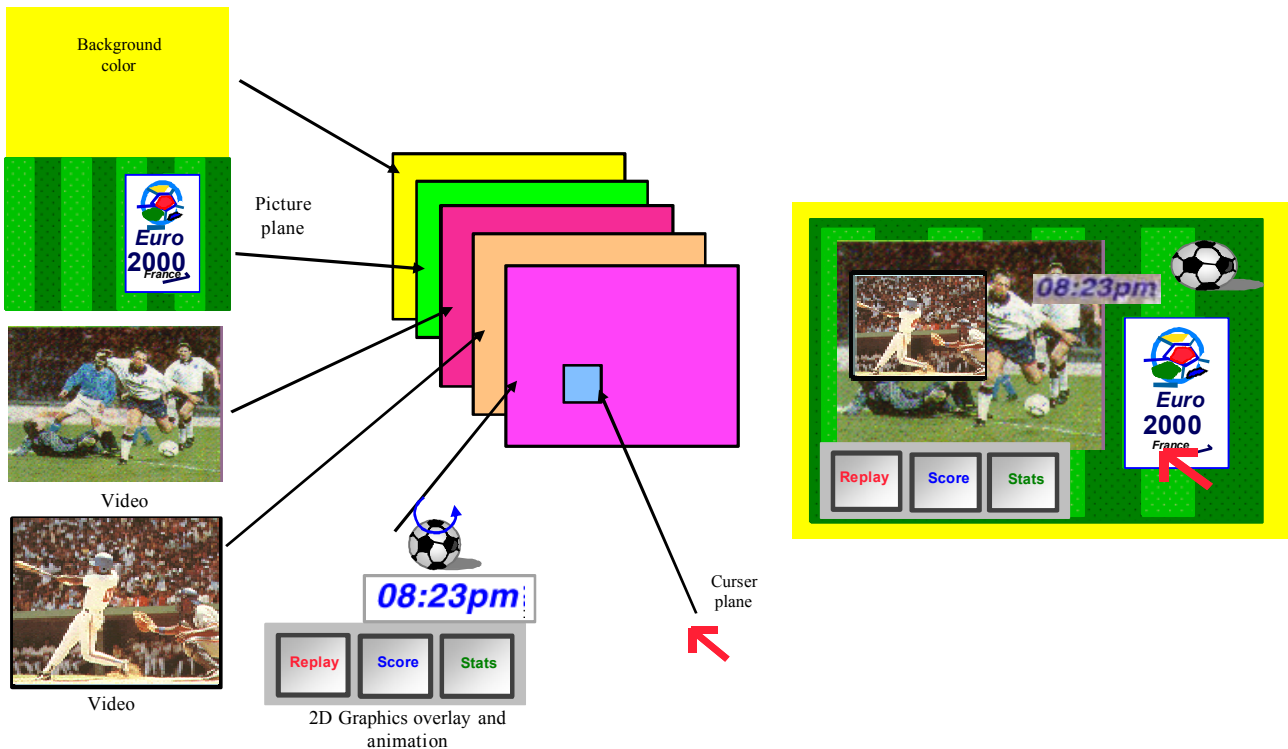 Background
color
Picture
plane
Euro
2000
France
Video
Video
08:23pm
Replay Score Stats
2D Graphics overlay and
animation
Curser
plane
08:23pm
Euro
2000
France
Replay Score Stats